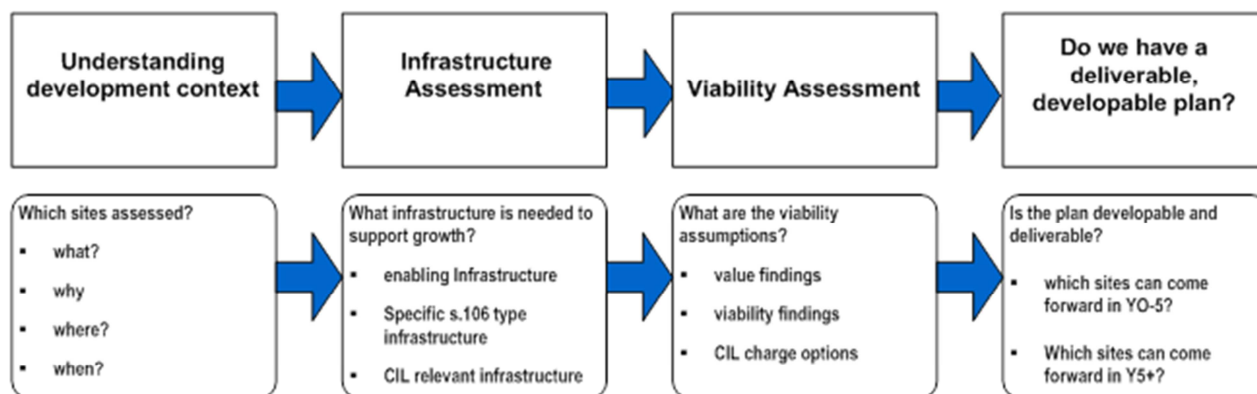 Understanding
development context
Infrastructure
Assessment
Viability Assessment
Do we have a
deliverable,
developable plan?
Which sites assessed?
▪ what?
▪ why
▪ where?
▪ when?
What infrastructure is needed to
support growth?
▪ enabling Infrastructure
▪ Specific s.106 type
infrastructure
▪ CIL relevant infrastructure
What are the viability
assumptions?
▪ value findings
▪ viability findings
▪ CIL charge options
Is the plan developable and
deliverable?
▪ which sites can come
forward in YO-5?
▪ Which sites can come
forward in Y5+?